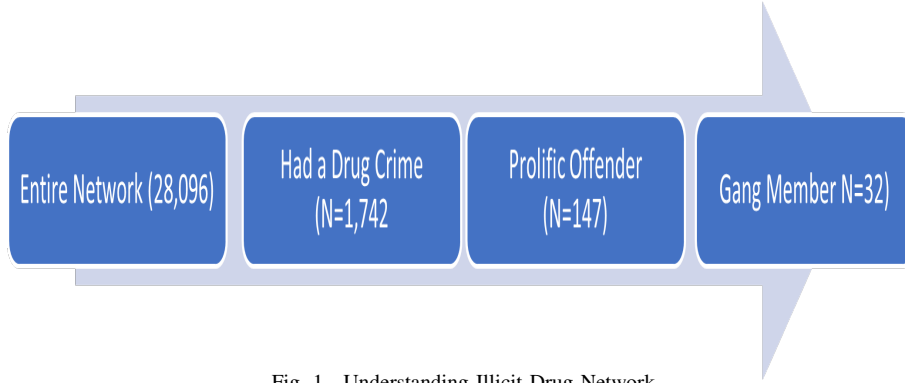 Entire Network (28,096)
Had a Drug Crime
(N=1,742
Prolific Offender
(N=147)
Gang Member N=32)
Fig. 1. Understanding Illicit Drug Network